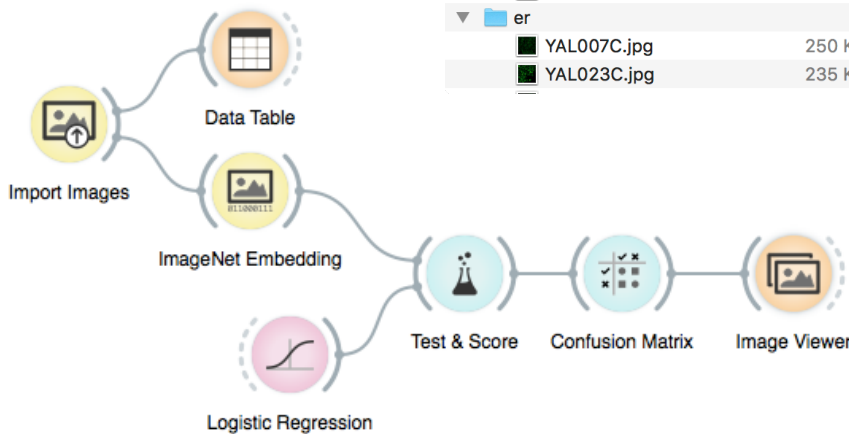 er
YAL007C.jpg 250 K
YAL023C.jpg 235 K
Data Table
Import Images
011000111
ImageNet Embedding
Test & Score
Confusion Matrix
Image Viewer
Logistic Regression